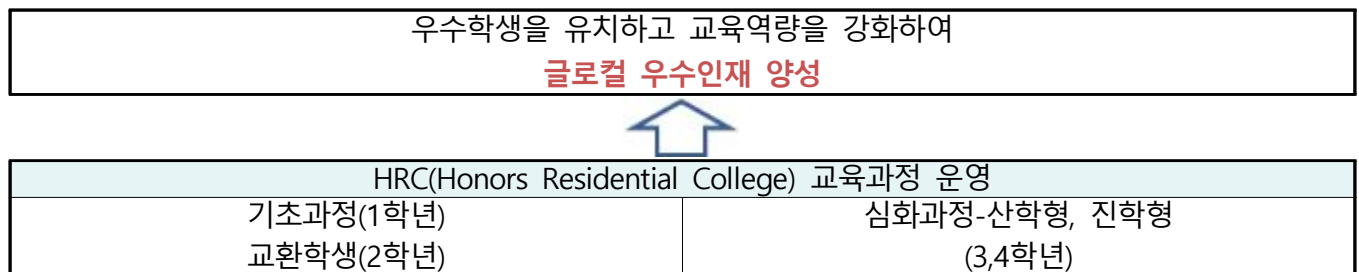 우수학생을 유치하고 교육역량을 강화하여
글로컬 우수인재 양성
HRC(Honors Residential College) 교육과정 운영
기초과정(1학년)
교환학생(2학년)
심화과정-산학형, 진학형
(3,4학년)